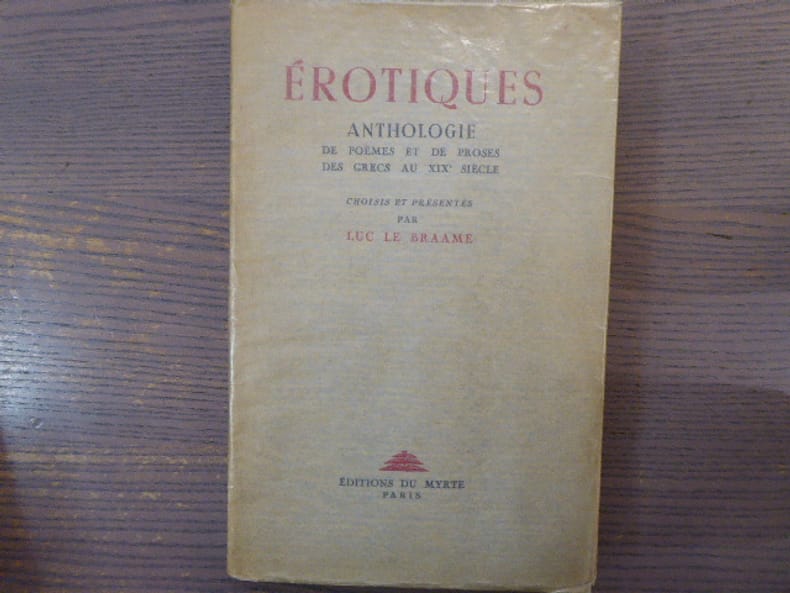 ÉROTIQUES
ANTHOLOGIE
DE POÈMES ET DE PROSES
DES GRECS AU XIXe SIÈCLE
CHOISIS ET PRÉSENTÉS
PAR
LUC LE BRAAME
ÉDITIONS DU MYRTE
PARIS